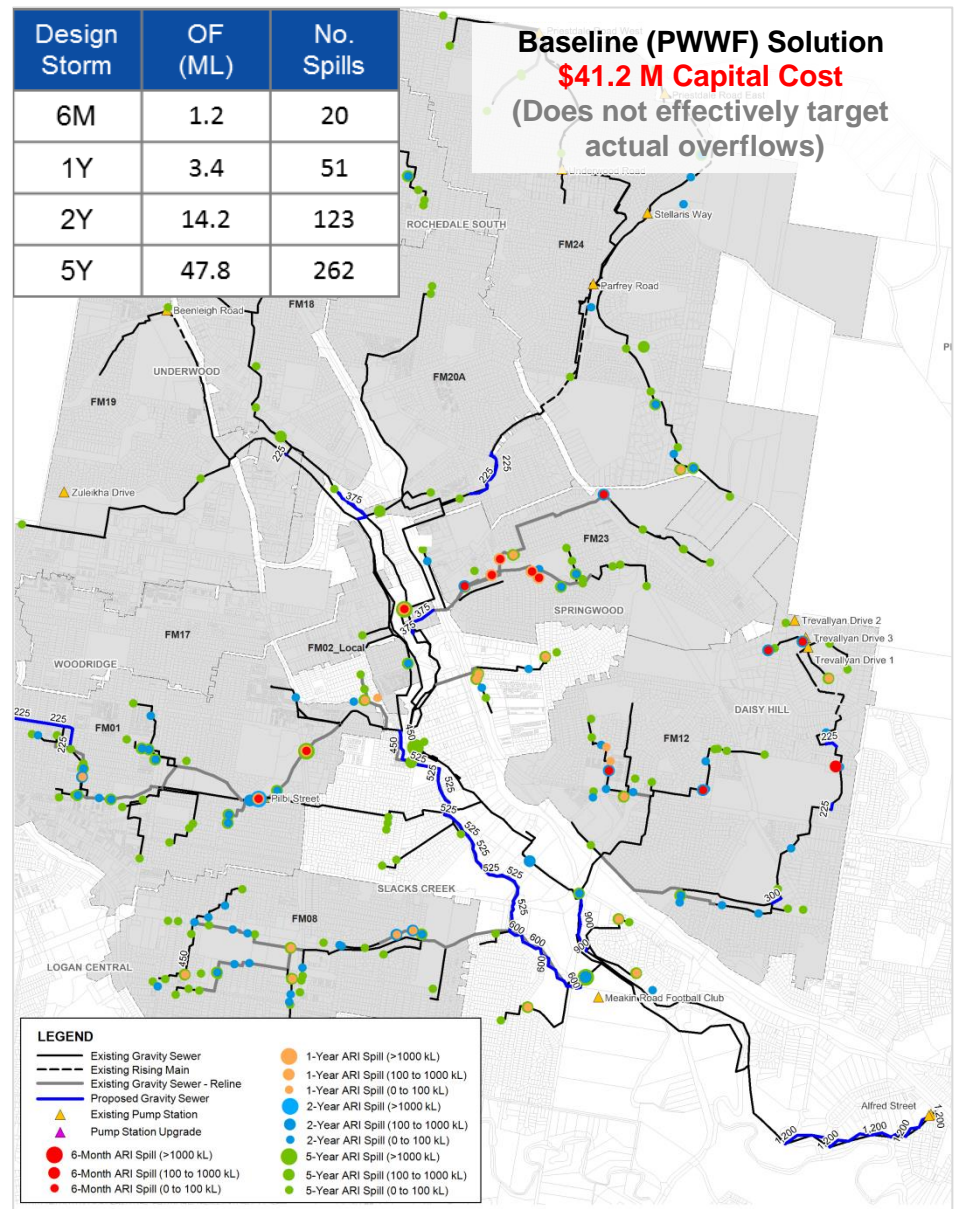 Design Storm
OF (ML)
No. Spills
6M
1.2
20
1Y
3.4
51
2Y
14.2
123
5Y
47.8
262
Baseline (PWWF) Solution
$41.2 M Capital Cost
(Does not effectively target
actual overflows)
Stellaris Way
ROCHEDALE SOUTH
FM24
Parfrey Road
FM18
Beenleigh Road
UNDERWOOD
FM20A
FM19
225
225
225
Zuleikha Drive
375
FM23
375
375
SPRINGWOOD
FM17
FM02_Local
WOODRIDGE
Trevallyan Drive 2
Trevallyan Drive 3
Trevallyan Drive 1
DAISY HILL
225
225
FM01
450
450
FM12
225
525
525
525
Pilbi Street
525
525
525
525
525
525
225
300
SLACKS CREEK
FM08
600
600
600
600
900
900
450
LOGAN CENTRAL
Meakin Road Football Club
Alfred Street
1,200
1,200
1,200
1,200
1,200
LEGEND
Existing Gravity Sewer
Existing Rising Main
Existing Gravity Sewer - Reline
Proposed Gravity Sewer
Existing Pump Station
Pump Station Upgrade
6-Month ARI Spill (>1000 kL)
6-Month ARI Spill (100 to 1000 kL)
6-Month ARI Spill (0 to 100 kL)
1-Year ARI Spill (>1000 kL)
1-Year ARI Spill (100 to 1000 kL)
1-Year ARI Spill (0 to 100 kL)
2-Year ARI Spill (>1000 kL)
2-Year ARI Spill (100 to 1000 kL)
2-Year ARI Spill (0 to 100 kL)
5-Year ARI Spill (>1000 kL)
5-Year ARI Spill (100 to 1000 kL)
5-Year ARI Spill (0 to 100 kL)